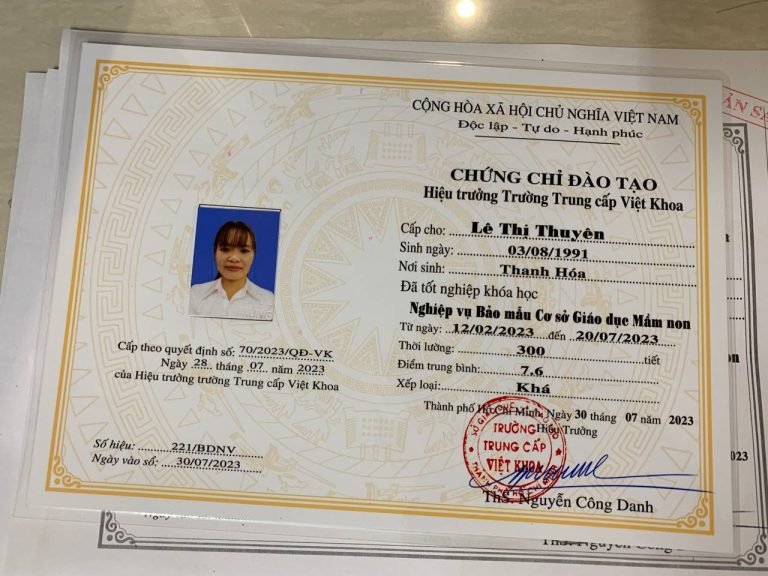 CỘNG HÒA XÃ HỘI CHỦ NGHĨA VIỆT NAM
Độc lập - Tự do - Hạnh phúc
CHỨNG CHỈ ĐÀO TẠO
Hiệu trưởng Trường Trung cấp Việt Khoa
Cấp cho: Lê Thị Thuyên
Sinh ngày: 03/08/1991
Nơi sinh: Thanh Hóa
Đã tốt nghiệp khóa học
Nghiệp vụ Bảo mẫu Cơ sở Giáo dục Mầm non
Từ ngày: 12/02/2023 đến 20/07/2023
Thời lượng: 300 tiết
Điểm trung bình: 7,6
Xếp loại: Khá
Thành phố Hồ Chí Minh, Ngày 30 tháng 07 năm 2023
Hiệu Trưởng
TRƯỜNG
TRUNG CẤP
VIỆT KHOA
ThS. Nguyễn Công Danh
Cấp theo quyết định số: 70/2023/QĐ-VK
Ngày 28 tháng 07 năm 2023
của Hiệu trưởng trường Trung cấp Việt Khoa
Số hiệu: 221/BDNV
Ngày vào sổ: 30/07/2023